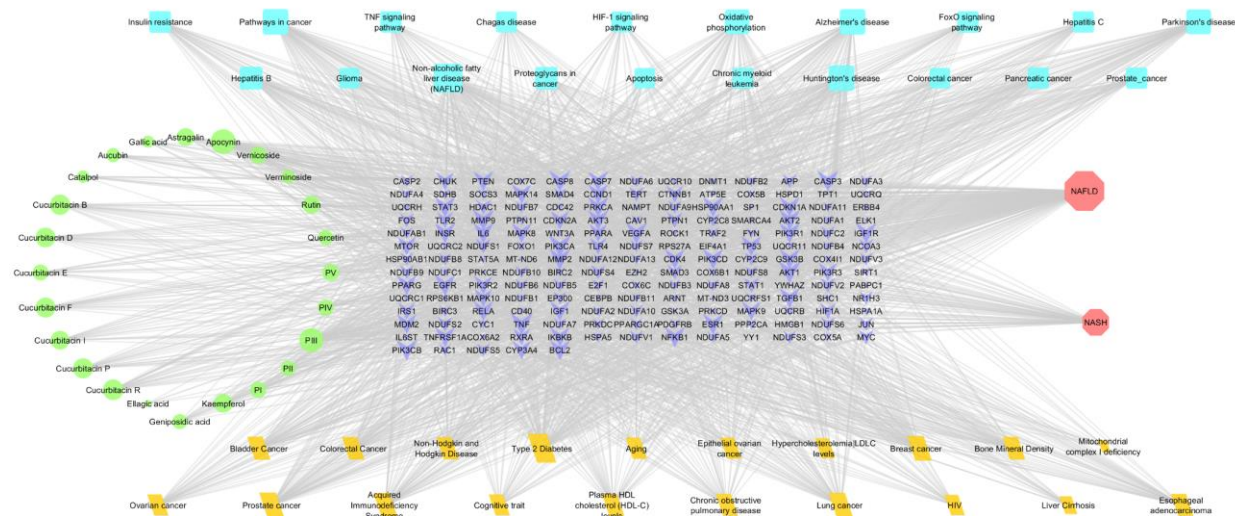 Insulin resistance
Pathways in cancer
TNF signaling
pathway
Chagas disease
HIF-1 signaling
pathway
Oxidative
phosphorylation
Alzheimer's disease
FoxO signaling
pathway
Hepatitis C
Parkinson's disease
Hepatitis B
Glioma
Non-alcoholic fatty
liver disease
(NAFLD)
Proteoglycans in
cancer
Apoptosis
Chronic myeloid
leukemia
Huntington's disease
Colorectal cancer
Pancreatic cancer
Prostate_cancer
Gallic acid
Astragalin
Apocynin
Vernicoside
Aucubin
Catalpol
Verminoside
Cucurbitacin B
Rutin
Cucurbitacin D
Quercetin
Cucurbitacin E
PV
Cucurbitacin F
PIV
Cucurbitacin I
PIII
Cucurbitacin P
PII
Cucurbitacin R
PI
Ellagic acid
Kaempferol
Geniposidic acid
CASP2 CHUK PTEN COX7C CASP8 CASP7 NDUFA6 UQCR10 DNMT1 NDUFB2 APP CASP3 NDUFA3
NDUFA4 SDHB SOCS3 MAPK14 SMAD4 CCND1 TERT CTNNB1 ATP5E COX5B HSPD1 TPT1 UQCRQ
UQCRH STAT3 HDAC1 NDUFB7 CDC42 PRKCA NAMPT NDUFA9 HSP90AA1 SP1 CDKN1A NDUFA11 ERBB4
FOS TLR2 MMP9 PTPN11 CDKN2A AKT3 CAV1 PTPN1 CYP2C8 SMARCA4 AKT2 NDUFA1 ELK1
NDUFAB1 INSR IL6 MAPK8 WNT3A PPARA VEGFA ROCK1 TRAF2 FYN PIK3R1 NDUFC2 IGF1R
MTOR UQCRC2 NDUFS1 FOXO1 PIK3CA TLR4 NDUFS7 RPS27A EIF4A1 TP53 UQCR11 NDUFB4 NCOA3
HSP90AB1 NDUFB8 STAT5A MT-ND6 MMP2 NDUFA12 NDUFA13 CDK4 PIK3CD CYP2C9 GSK3B COX4I1 NDUFV3
NDUFB9 NDUFC1 PRKCE NDUFB10 BIRC2 NDUFS4 EZH2 SMAD3 COX6B1 NDUFS8 AKT1 PIK3R3 SIRT1
PPARG EGFR PIK3R2 NDUFB6 NDUFB5 E2F1 COX6C NDUFB3 NDUFA8 STAT1 YWHAZ NDUFV2 PABPC1
UQCRC1 RPS6KB1 MAPK10 NDUFB1 EP300 CEBPB NDUFB11 ARNT MT-ND3 UQCRFS1 TGFB1 SHC1 NR1H3
IRS1 BIRC3 RELA CD40 IGF1 NDUFA2 NDUFA10 GSK3A PRKCD MAPK9 UQCRB HIF1A HSPA1A
MDM2 NDUFS2 CYC1 TNF NDUFA7 PRKDC PPARGC1A PDGFRB ESR1 PPP2CA HMGB1 NDUFS6 JUN
IL6ST TNFRSF1A COX6A2 RXRA IKBKB HSPA5 NDUFV1 NFKB1 NDUFA5 YY1 NDUFS3 COX5A MYC
PIK3CB RAC1 NDUFS5 CYP3A4 BCL2
NAFLD
NASH
Bladder Cancer
Colorectal Cancer
Non-Hodgkin and
Hodgkin Disease
Type 2 Diabetes
Aging
Epithelial ovarian
cancer
Hypercholesterolemia|LDLC
levels
Breast cancer
Bone Mineral Density
Mitochondrial
complex I deficiency
Ovarian cancer
Prostate cancer
Acquired
Immunodeficiency
Syndrome
Cognitive trait
Plasma HDL
cholesterol (HDL-C)
levels
Chronic obstructive
pulmonary disease
Lung cancer
HIV
Liver Cirrhosis
Esophageal
adenocarcinoma